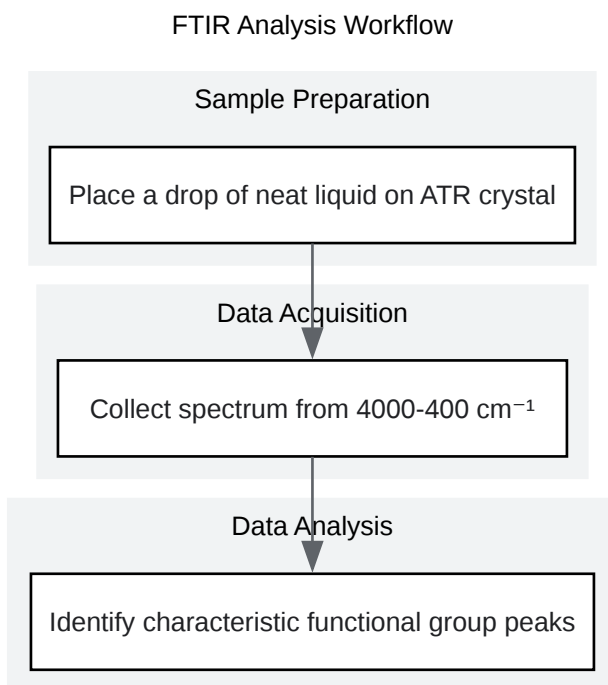 FTIR Analysis Workflow
Sample Preparation
Place a drop of neat liquid on ATR crystal
Data Acquisition
Collect spectrum from 4000-400 cm⁻¹
Data Analysis
Identify characteristic functional group peaks